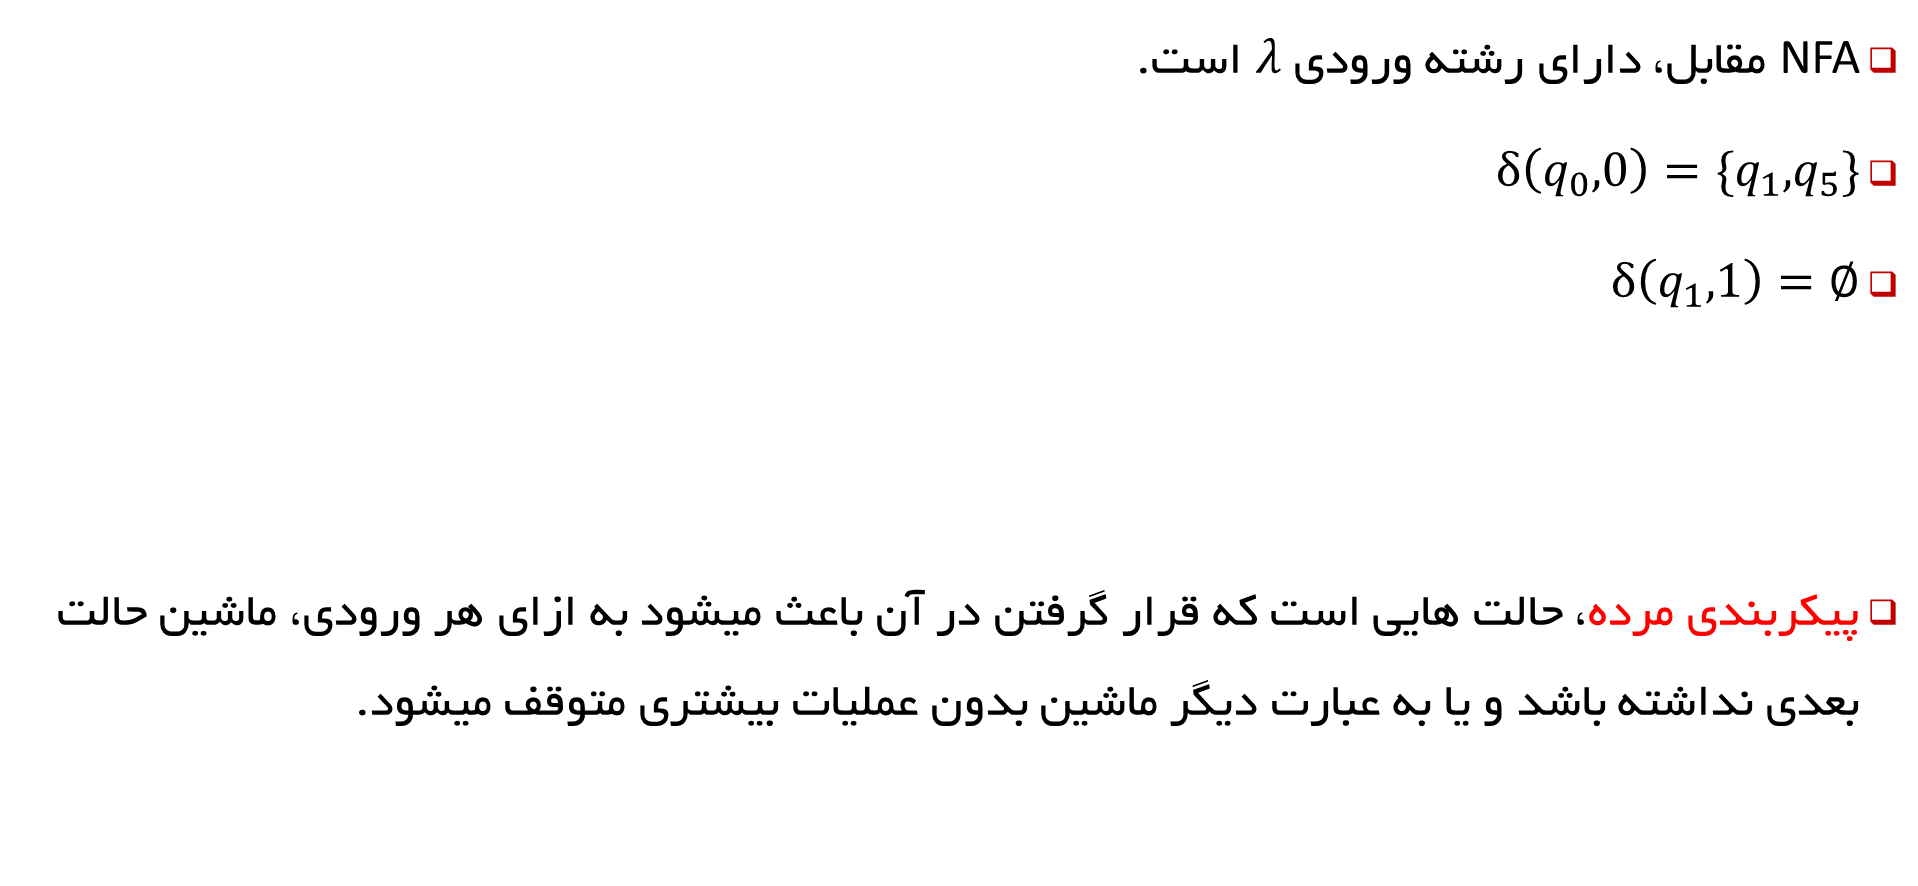 NFA مقابل، دارای رشته ورودی λ است.
δ(q₀,0) = {q₁,q₅}
δ(q₁,1) = ∅
پیکربندی مرده، حالت هایی است که قرار گرفتن در آن باعث میشود به ازای هر ورودی، ماشین حالت
بعدی نداشته باشد و یا به عبارت دیگر ماشین بدون عملیات بیشتری متوقف میشود.